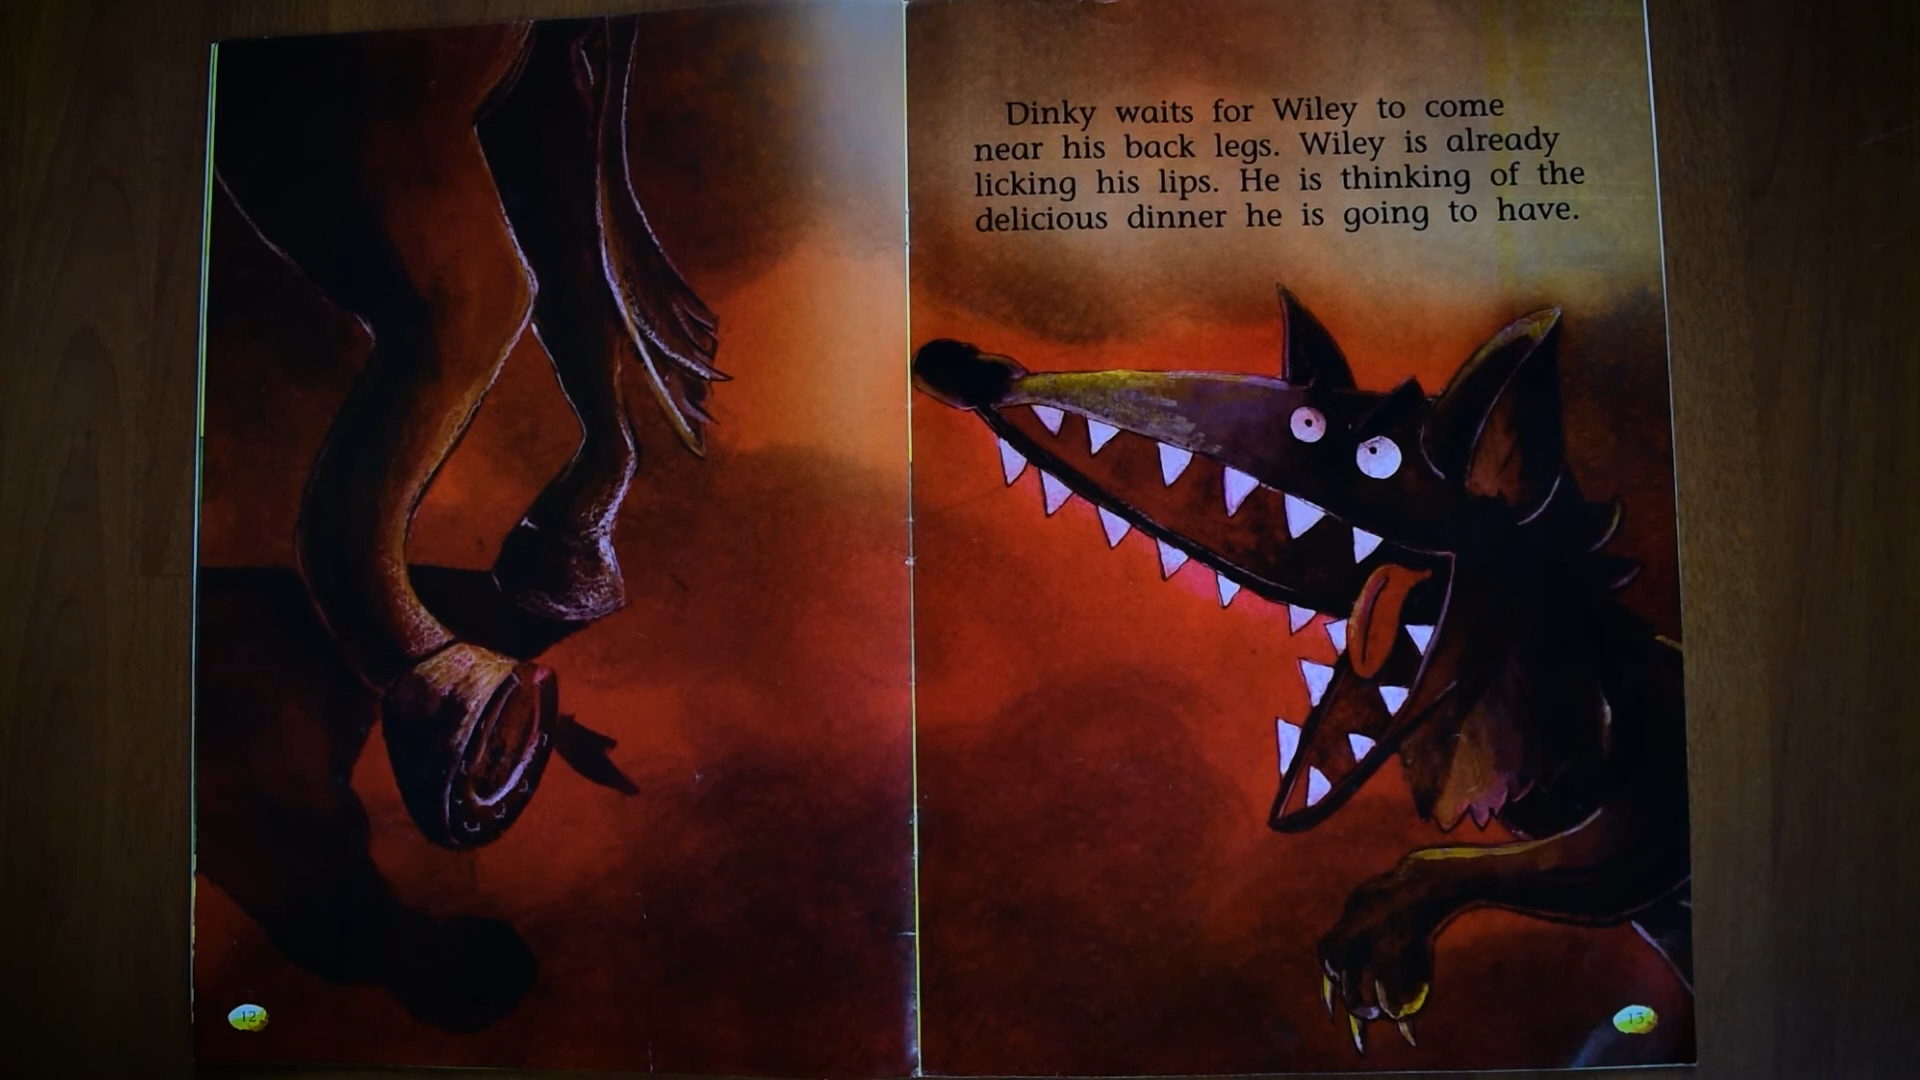 Dinky waits for Wiley to come
near his back legs. Wiley is already
licking his lips. He is thinking of the
delicious dinner he is going to have.
12
13